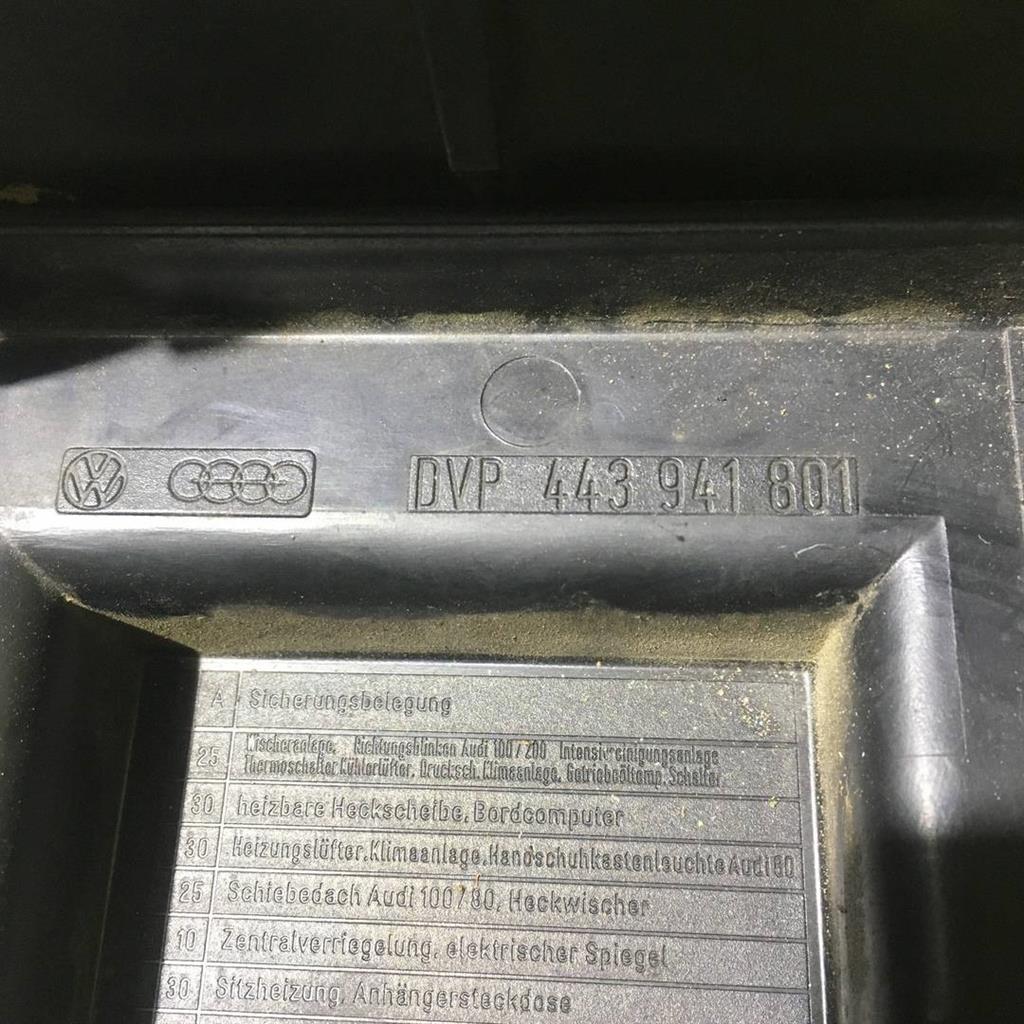 DVP 443 941 801
A Sicherungsbelegung
25 Wischeranlage, Richtungsblinken Audi 100/200 Intensivreinigungsanlage
Thermoschalter Kühlerlüfter, Drucksch. Klimaanlage, Getriebeöltemp. Schalter
30 heizbare Heckscheibe, Bordcomputer
30 Heizungslüfter, Klimaanlage, Handschuhkastenleuchte Audi 80
25 Schiebedach Audi 100/80, Heckwischer
10 Zentralverriegelung, elektrischer Spiegel
30 Sitzheizung, Anhängersteckdose